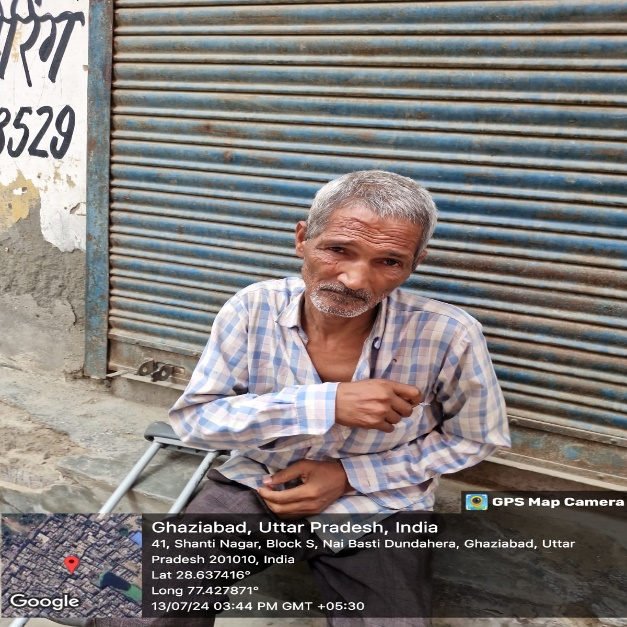 8529
GPS Map Camera
Ghaziabad, Uttar Pradesh, India
41, Shanti Nagar, Block S, Nai Basti Dundahera, Ghaziabad, Uttar
Pradesh 201010, India
Lat 28.637416°
Long 77.427871°
13/07/24 03:44 PM GMT +05:30
Google